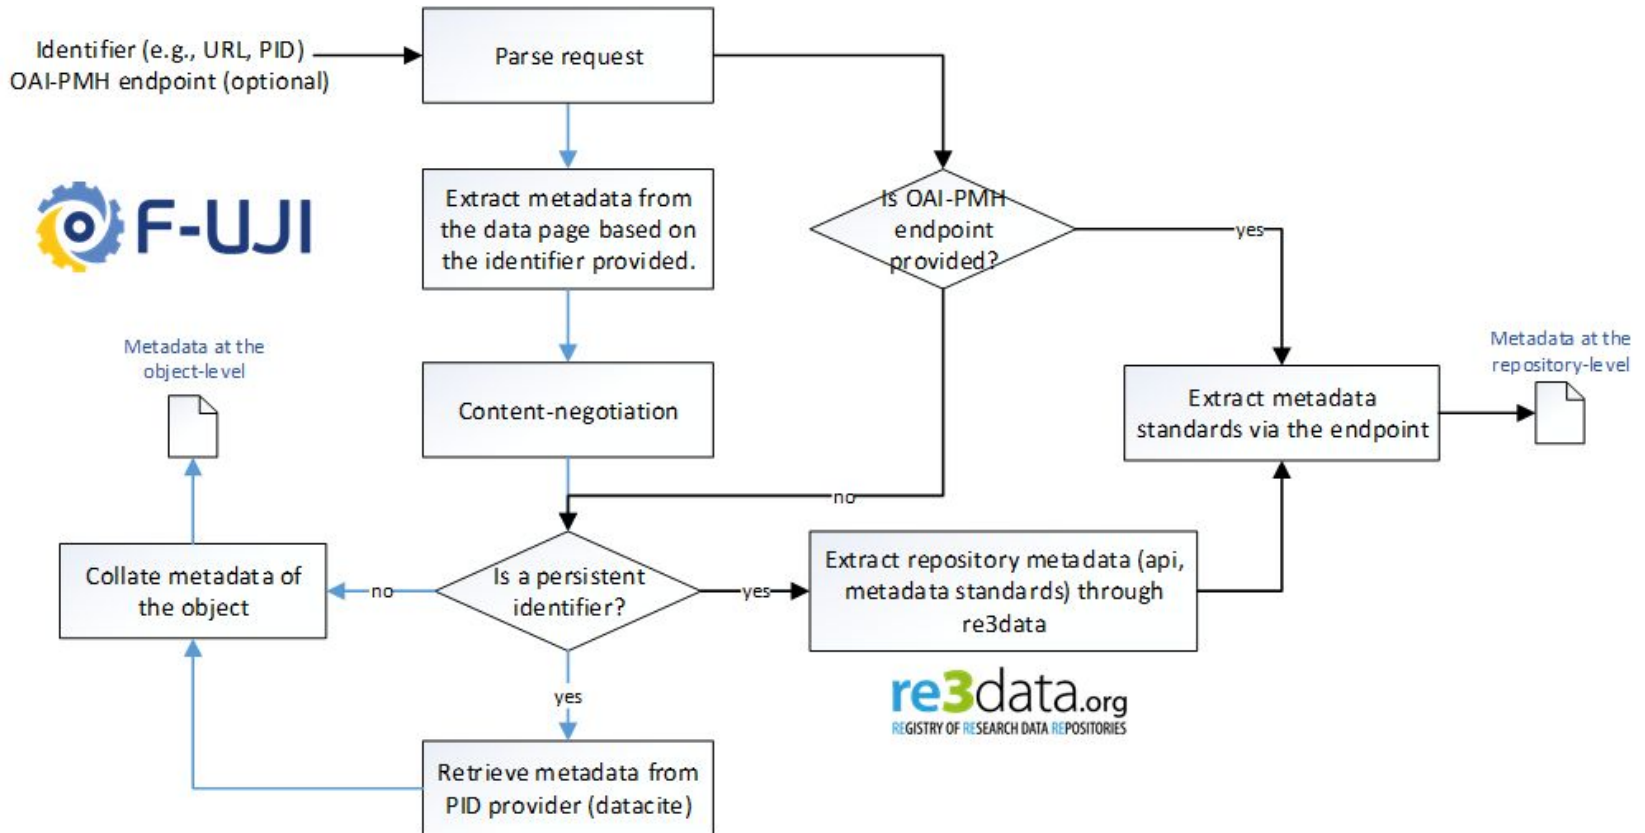 Identifier (e.g., URL, PID)
OAI-PMH endpoint (optional)
Parse request
F-UJI
Extract metadata from
the data page based on
the identifier provided.
Is OAI-PMH
endpoint
provided?
yes
Metadata at the
object-level
Content-negotiation
Extract metadata
standards via the endpoint
Metadata at the
repository-level
no
Collate metadata of
the object
no
Is a persistent
identifier?
yes
Extract repository metadata (api,
metadata standards) through
re3data
yes
re3data.org
REGISTRY OF RESEARCH DATA REPOSITORIES
Retrieve metadata from
PID provider (datacite)